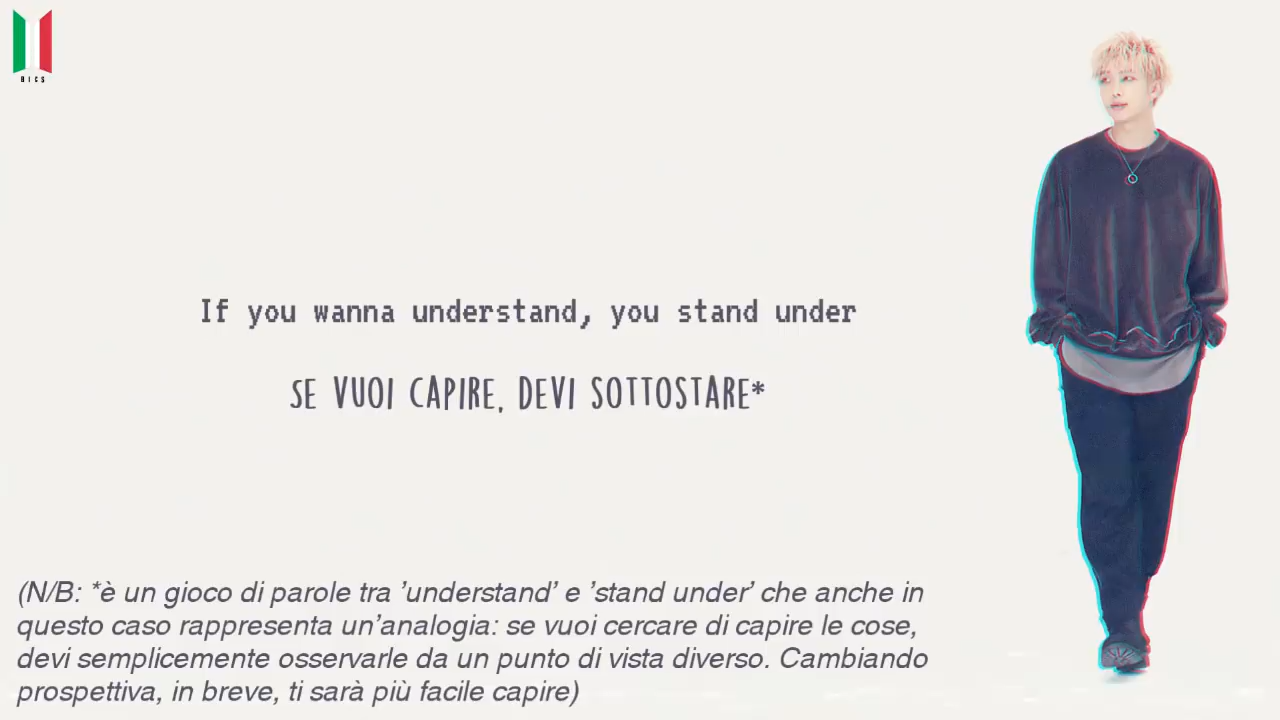 HICS
If you wanna understand, you stand under
SE VUOI CAPIRE, DEVI SOTTOSTARE*
(N/B: *è un gioco di parole tra ’understand’ e ’stand under’ che anche in
questo caso rappresenta un’analogia: se vuoi cercare di capire le cose,
devi semplicemente osservarle da un punto di vista diverso. Cambiando
prospettiva, in breve, ti sarà più facile capire)